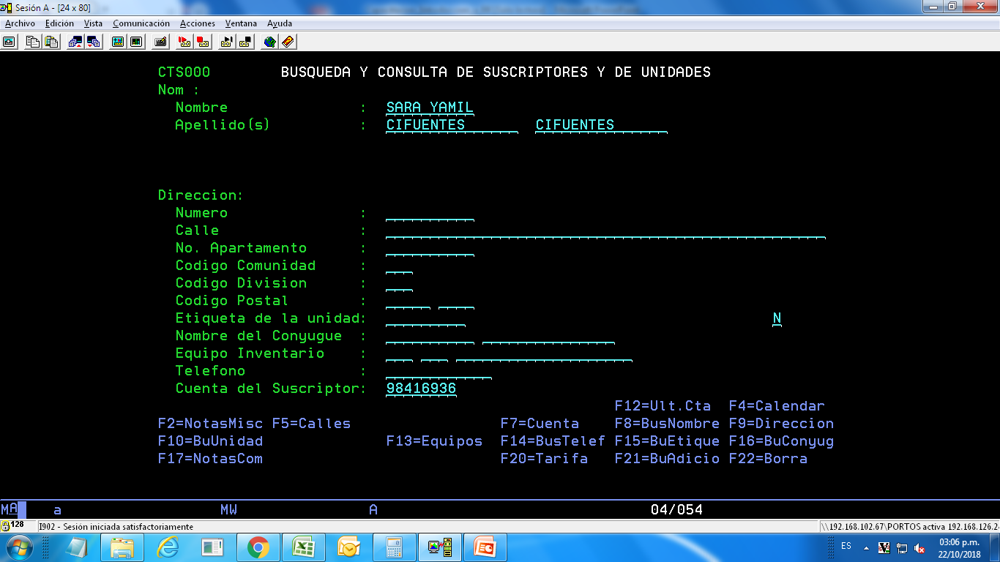 Sesión A - [24 x 80]
Archivo Edición Vista Comunicación Acciones Ventana Ayuda
CTS000 BUSQUEDA Y CONSULTA DE SUSCRIPTORES Y DE UNIDADES
Nom :
Nombre : SARA YAMIL
Apellido(s) : CIFUENTES CIFUENTES
Direccion:
Numero :
Calle :
No. Apartamento :
Codigo Comunidad :
Codigo Division :
Codigo Postal :
Etiqueta de la unidad: N
Nombre del Conyugue :
Equipo Inventario :
Telefono :
Cuenta del Suscriptor: 98416936
F12=Ult.Cta F4=Calendar
F2=NotasMisc F5=Calles F7=Cuenta F8=BusNombre F9=Direccion
F10=BuUnidad F13=Equipos F14=BusTelef F15=BuEtique F16=BuConyug
F17=NotasCom F20=Tarifa F21=BuAdicio F22=Borra
MA a MW A 04/054
128 I902 - Sesión iniciada satisfactoriamente \\192.168.102.67\PORTOS activa 192.168.126.2
ES 03:06 p.m.
22/10/2018